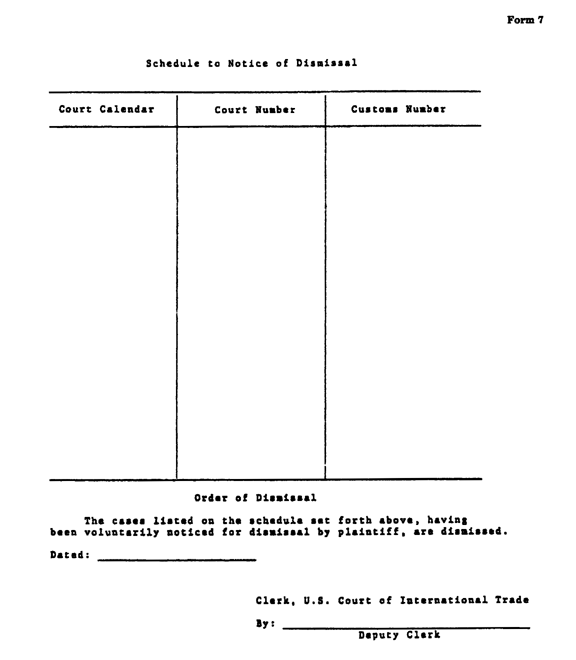 Form 7
Schedule to Notice of Dismissal
Court Calendar Court Number Customs Number
Order of Dismissal
The cases listed on the schedule set forth above, having
been voluntarily noticed for dismissal by plaintiff, are dismissed.
Dated:
Clerk, U.S. Court of International Trade
By:
Deputy Clerk